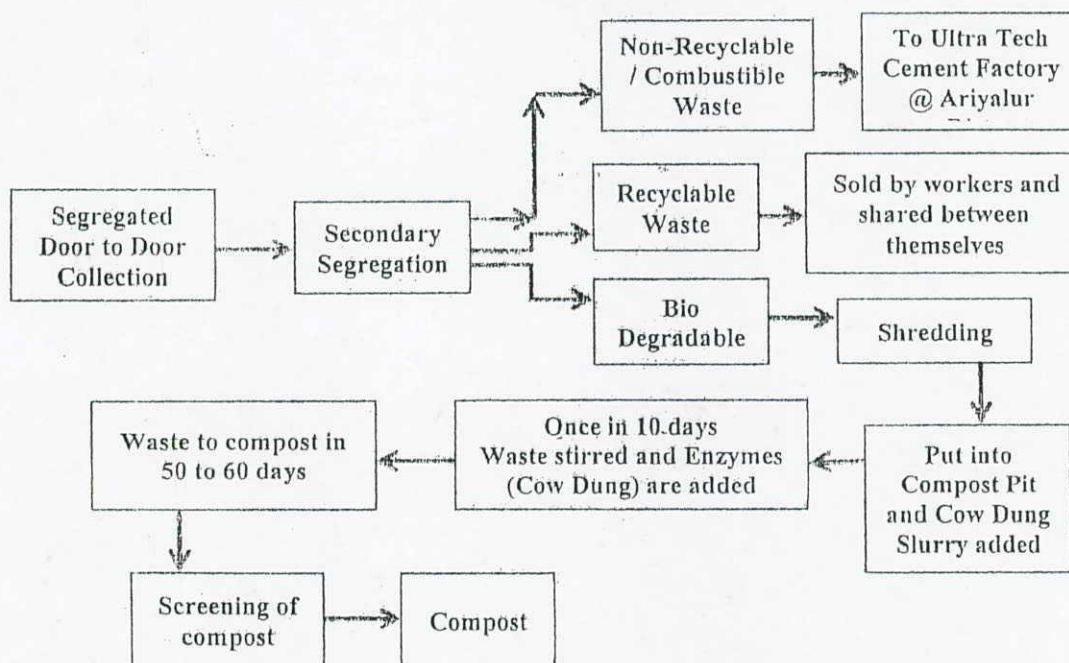 Non-Recyclable
/ Combustible
Waste
To Ultra Tech
Cement Factory
@ Ariyalur
Segregated
Door to Door
Collection
Secondary
Segregation
Recyclable
Waste
Sold by workers and
shared between
themselves
Bio
Degradable
Shredding
Put into
Compost Pit
and Cow Dung
Slurry added
Once in 10 days
Waste stirred and Enzymes
(Cow Dung) are added
Waste to compost in
50 to 60 days
Screening of
compost
Compost